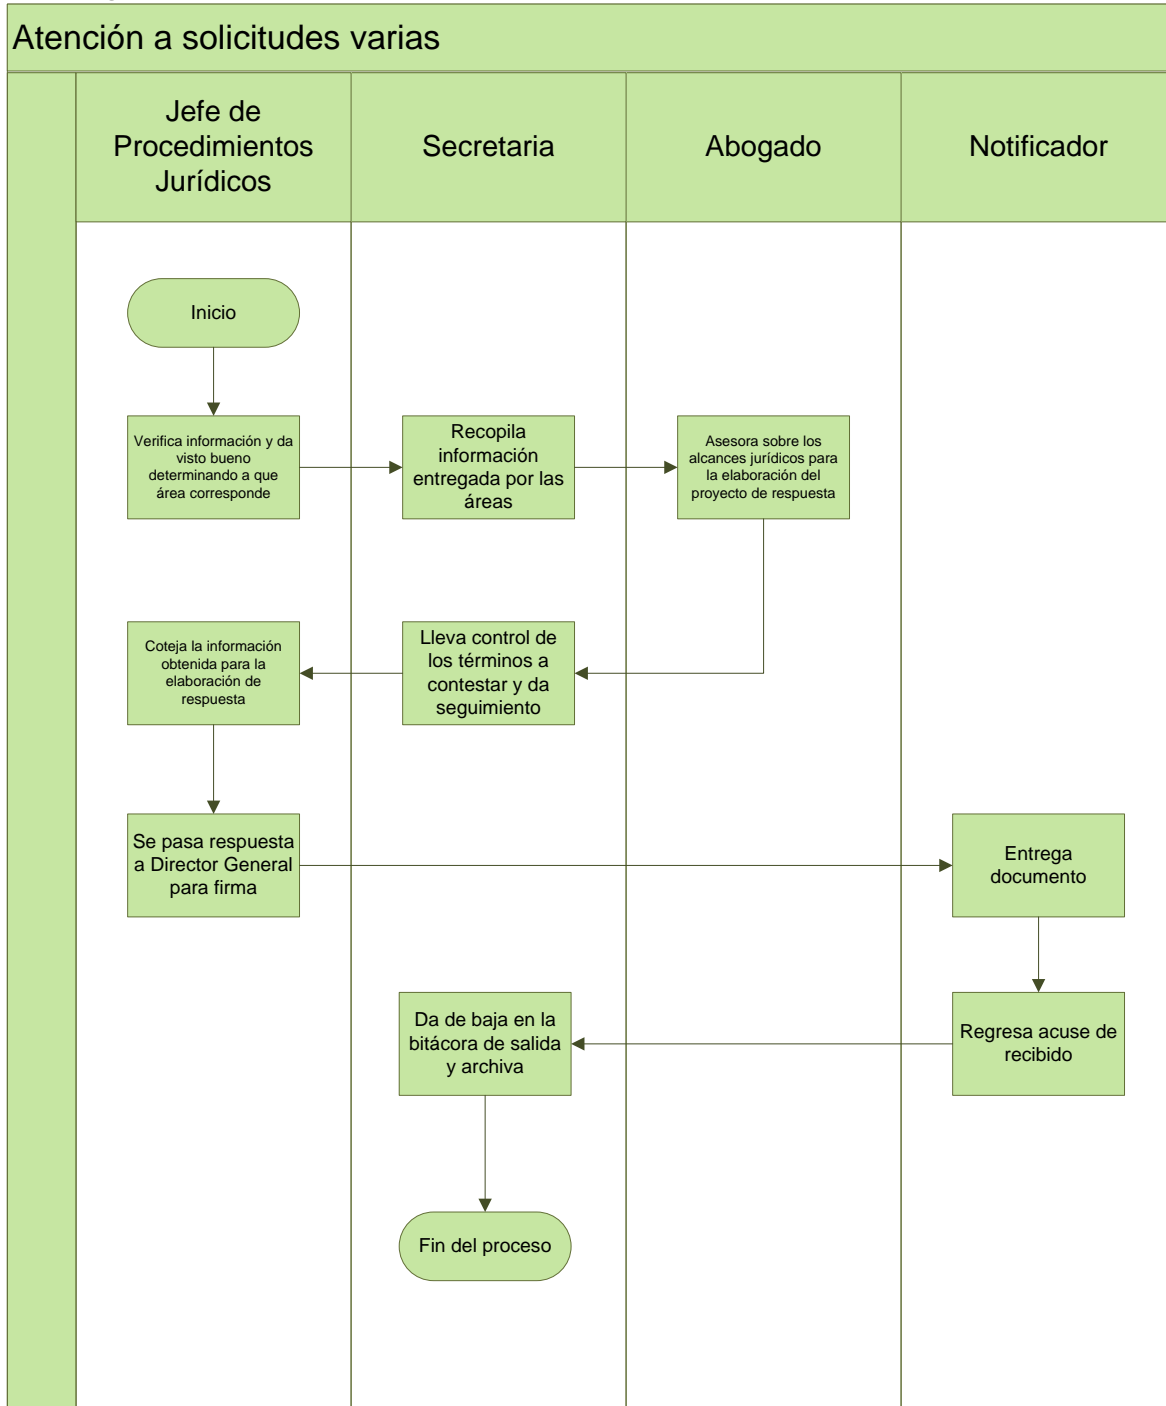 Atención a solicitudes varias
Jefe de
Procedimientos
Jurídicos
Secretaria
Abogado
Notificador
Inicio
Verifica información y da
visto bueno
determinando a que
área corresponde
Recopila
información
entregada por las
áreas
Asesora sobre los
alcances jurídicos para
la elaboración del
proyecto de respuesta
Coteja la información
obtenida para la
elaboración de
respuesta
Lleva control de
los términos a
contestar y da
seguimiento
Se pasa respuesta
a Director General
para firma
Entrega
documento
Da de baja en la
bitácora de salida
y archiva
Regresa acuse de
recibido
Fin del proceso